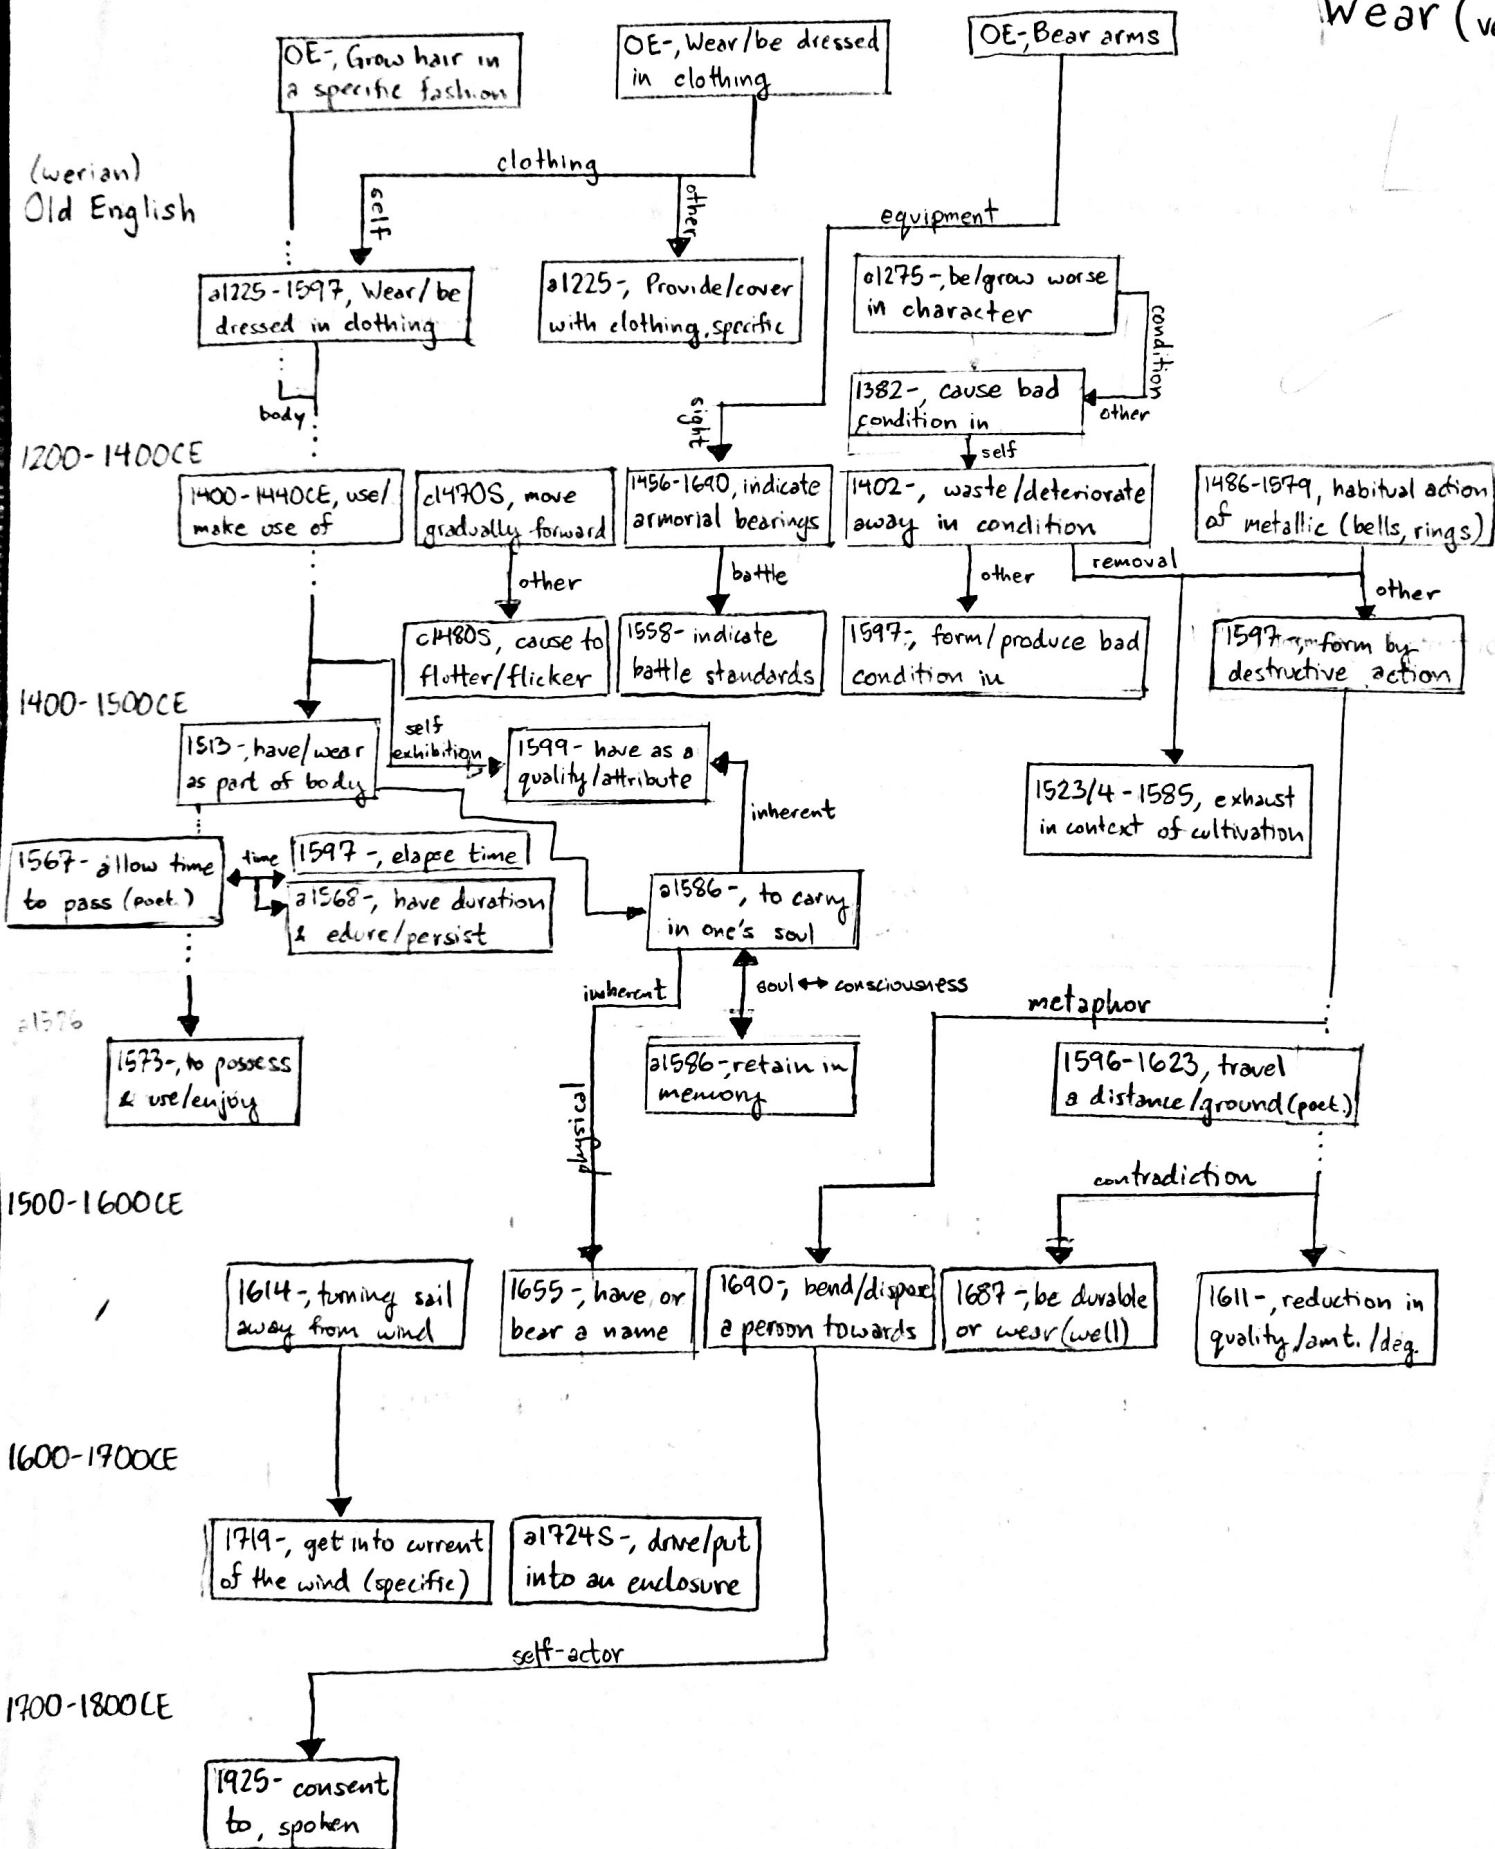 Wear (ve
OE-, Grow hair in
a specific fashion
OE-, Wear/be dressed
in clothing
OE-, Bear arms
(werian)
Old English
clothing
self
other
equipment
a1225-1597, Wear/be
dressed in clothing
a1225-, Provide/cover
with clothing, specific
c1275-, be/grow worse
in character
condition
body
sight
1382-, cause bad
condition in
other
self
1200-1400CE
1400-1440CE, use/
make use of
c1470S, move
gradually forward
1456-1690, indicate
armorial bearings
1402-, waste/deteriorate
away in condition
1486-1579, habitual action
of metallic (bells, rings)
other
battle
other
removal
other
c1480S, cause to
flutter/flicker
1558- indicate
battle standards
1597-, form/produce bad
condition in
1597-, form by
destructive action
1400-1500CE
1513-, have/wear
as part of body
self
exhibition
1599- have as a
quality/attribute
inherent
1523/4-1585, exhaust
in context of cultivation
1567- allow time
to pass (poet.)
time
1597-, elapse time
a1568-, have duration
& edure/persist
a1586-, to carry
in one's soul
inherent
soul ↔ consciousness
metaphor
a1586
1573-, to possess
& use/enjoy
a1586-, retain in
memory
1596-1623, travel
a distance/ground (poet.)
physical
contradiction
1500-1600CE
1614-, turning sail
away from wind
1655-, have or
bear a name
1690-, bend/dispose
a person towards
1687-, be durable
or wear (well)
1611-, reduction in
quality/amt./deg.
1600-1700CE
1719-, get into current
of the wind (specific)
a1724S-, drive/put
into an enclosure
self-actor
1700-1800CE
1925- consent
to, spoken